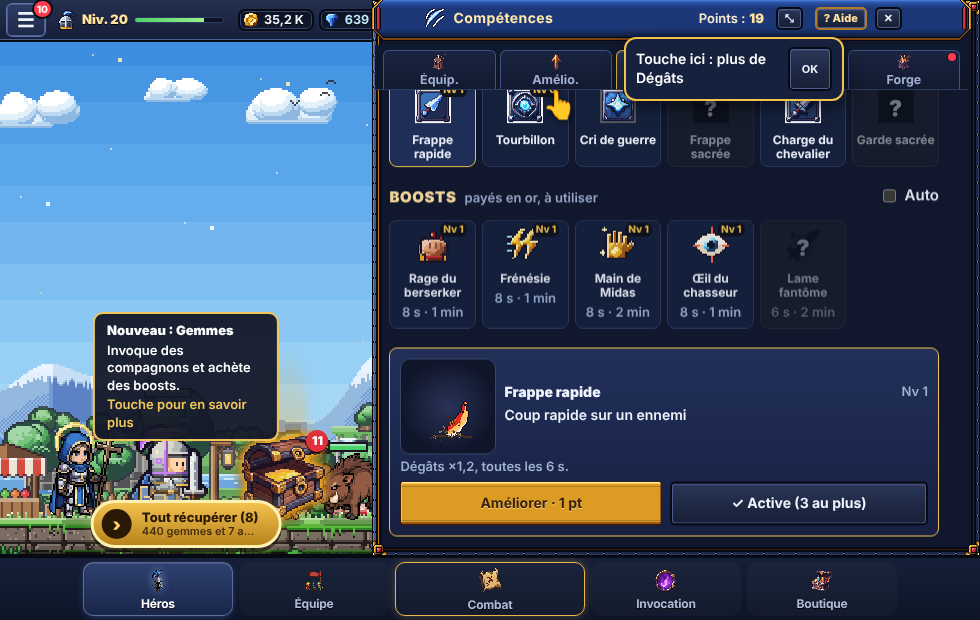 10
Niv. 20
35,2 K
639
Compétences
Points : 19
? Aide
Touche ici : plus de
Dégâts
OK
Équip.
Amélio.
Forge
Frappe
rapide
Tourbillon
Cri de guerre
?
Frappe
sacrée
Charge du
chevalier
?
Garde sacrée
BOOSTS payés en or, à utiliser
Auto
Nv 1
Rage du
berserker
8 s · 1 min
Nv 1
Frénésie
8 s · 1 min
Nv 1
Main de
Midas
8 s · 2 min
Nv 1
Œil du
chasseur
8 s · 1 min
?
Lame
fantôme
6 s · 2 min
Nouveau : Gemmes
Invoque des
compagnons et achète
des boosts.
Touche pour en savoir
plus
11
Tout récupérer (8)
440 gemmes et 7 a...
Frappe rapide
Nv 1
Coup rapide sur un ennemi
Dégâts ×1,2, toutes les 6 s.
Améliorer · 1 pt
✓ Active (3 au plus)
Héros
Équipe
Combat
Invocation
Boutique